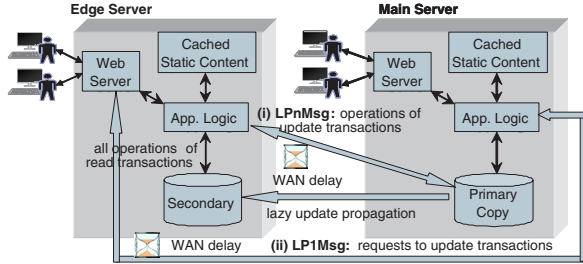 Edge Server
Main Server
Cached
Static Content
Cached
Static Content
Web
Server
Web
Server
App. Logic
(i) LPnMsg: operations of
update transactions
App. Logic
all operations of
read transactions
WAN delay
Secondary
lazy update propagation
Primary
Copy
WAN delay
(ii) LP1Msg: requests to update transactions